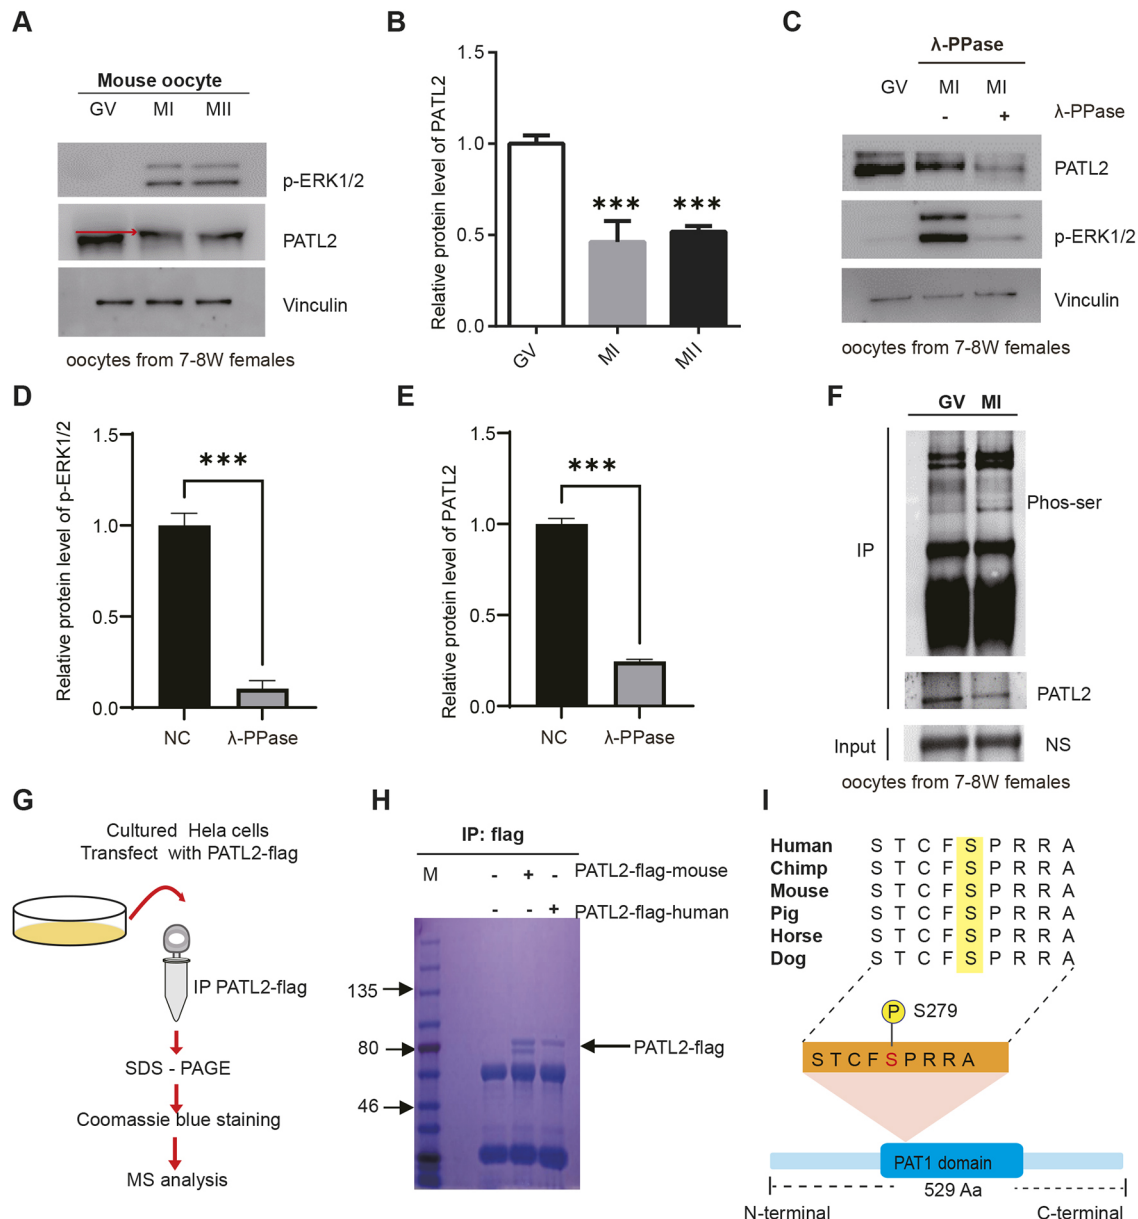 A
Mouse oocyte
GV MI MII
p-ERK1/2
PATL2
Vinculin
oocytes from 7-8W females
B
Relative protein level of PATL2
1.5
1.0
0.5
0.0
*** ***
GV MI MII
C
λ-PPase
GV MI MI
- + λ-PPase
PATL2
p-ERK1/2
Vinculin
oocytes from 7-8W females
D
Relative protein level of p-ERK1/2
1.5
1.0
0.5
0.0
***
NC λ-PPase
E
Relative protein level of PATL2
1.5
1.0
0.5
0.0
***
NC λ-PPase
F
GV MI
IP
Phos-ser
PATL2
Input NS
oocytes from 7-8W females
G
Cultured Hela cells
Transfect with PATL2-flag
IP PATL2-flag
SDS - PAGE
Coomassie blue staining
MS analysis
H
IP: flag
M - + - PATL2-flag-mouse
- - + PATL2-flag-human
135
80
46
PATL2-flag
I
Human S T C F S P R R A
Chimp S T C F S P R R A
Mouse S T C F S P R R A
Pig S T C F S P R R A
Horse S T C F S P R R A
Dog S T C F S P R R A
P S279
S T C F S P R R A
PAT1 domain
529 Aa
N-terminal C-terminal